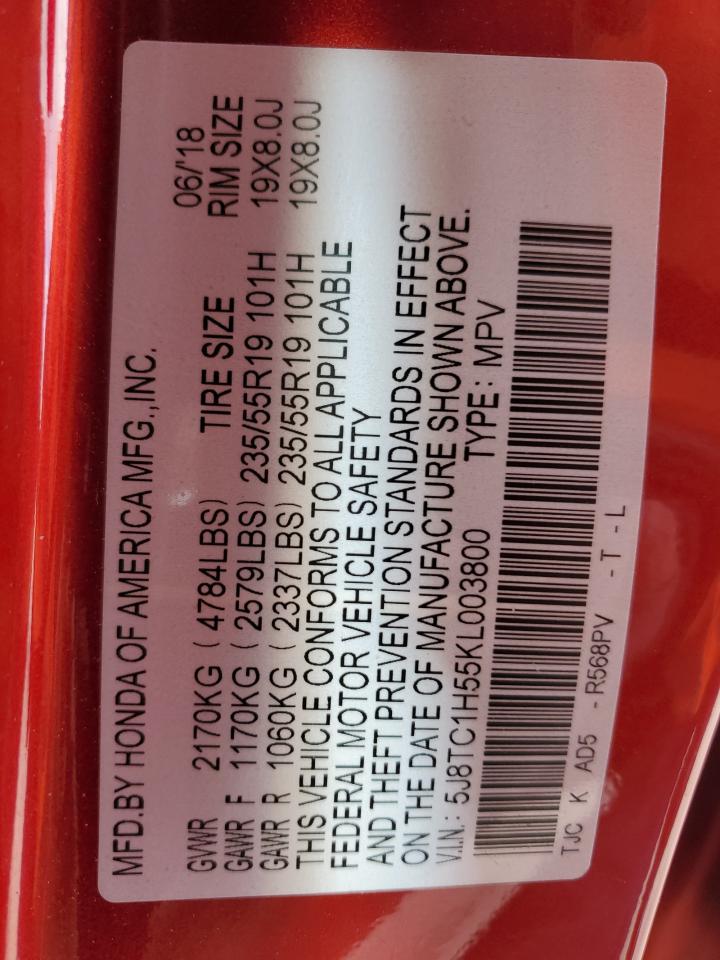 MFD.BY HONDA OF AMERICA MFG.,INC.
06/'18
GVWR 2170KG ( 4784LBS) TIRE SIZE RIM SIZE
GAWR F 1170KG ( 2579LBS) 235/55R19 101H 19X8.0J
GAWR R 1060KG ( 2337LBS) 235/55R19 101H 19X8.0J
THIS VEHICLE CONFORMS TO ALL APPLICABLE
FEDERAL MOTOR VEHICLE SAFETY
AND THEFT PREVENTION STANDARDS IN EFFECT
ON THE DATE OF MANUFACTURE SHOWN ABOVE.
V.I.N.: 5J8TC1H55KL003800 TYPE: MPV
TJC K AD5 -R568PV - T - L